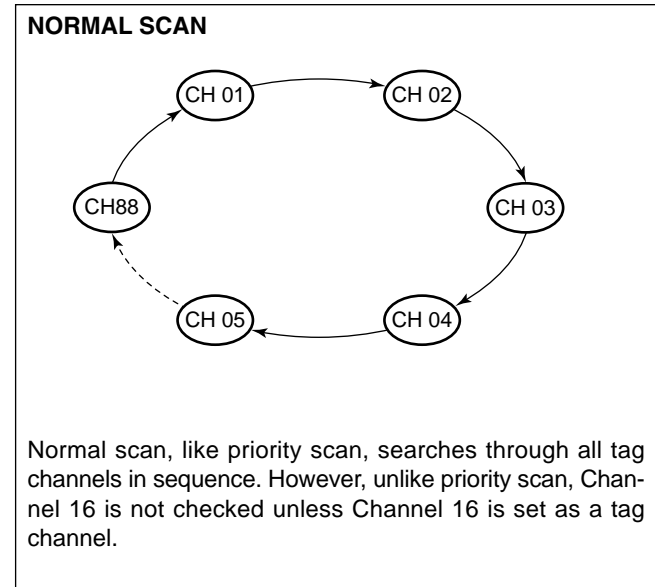 NORMAL SCAN
CH 01
CH 02
CH88
CH 03
CH 05
CH 04
Normal scan, like priority scan, searches through all tag
channels in sequence. However, unlike priority scan, Chan-
nel 16 is not checked unless Channel 16 is set as a tag
channel.